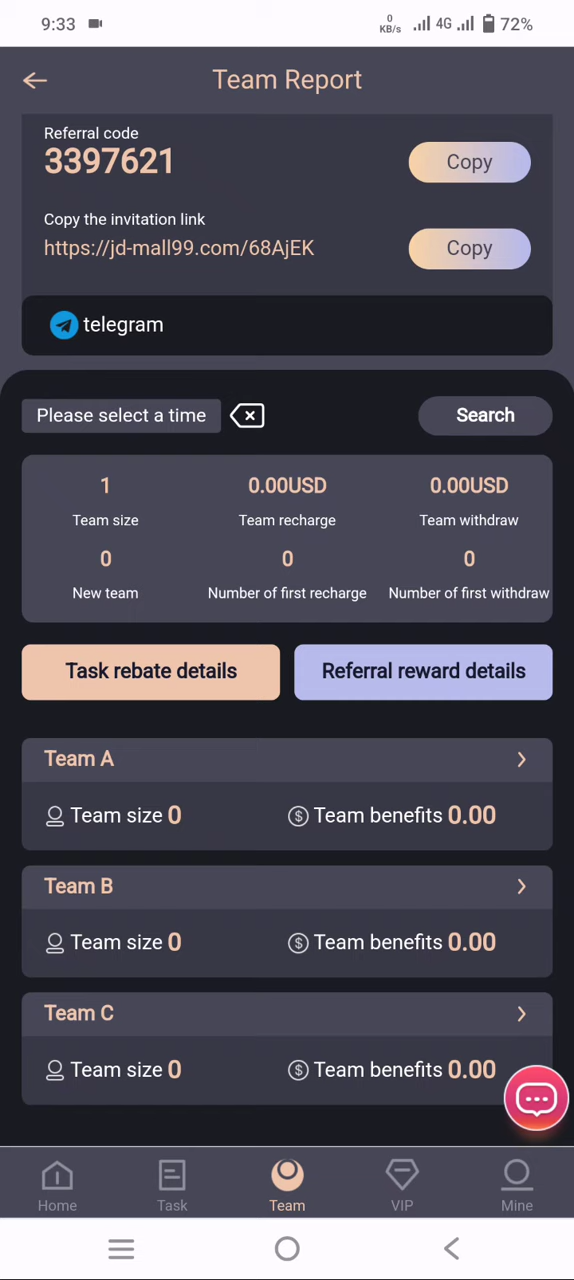 9:33
0 KB/s 4G 72%
Team Report
Referral code
3397621
Copy
Copy the invitation link
https://jd-mall99.com/68AjEK
Copy
telegram
Please select a time
Search
1 0.00USD 0.00USD
Team size Team recharge Team withdraw
0 0 0
New team Number of first recharge Number of first withdraw
Task rebate details Referral reward details
Team A
Team size 0 Team benefits 0.00
Team B
Team size 0 Team benefits 0.00
Team C
Team size 0 Team benefits 0.00
Home Task Team VIP Mine